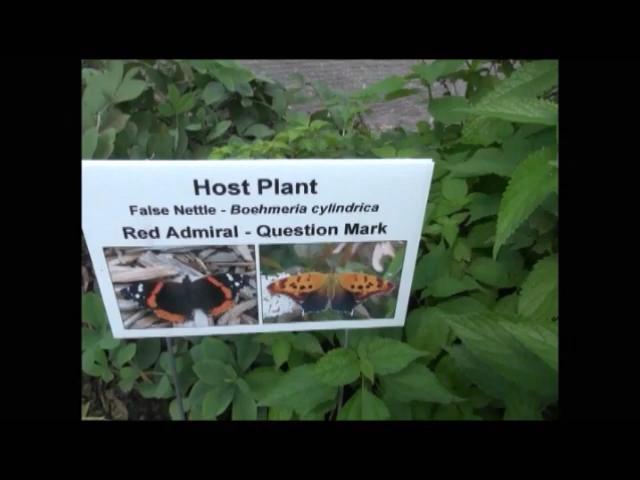 Host Plant
False Nettle - Boehmeria cylindrica
Red Admiral - Question Mark